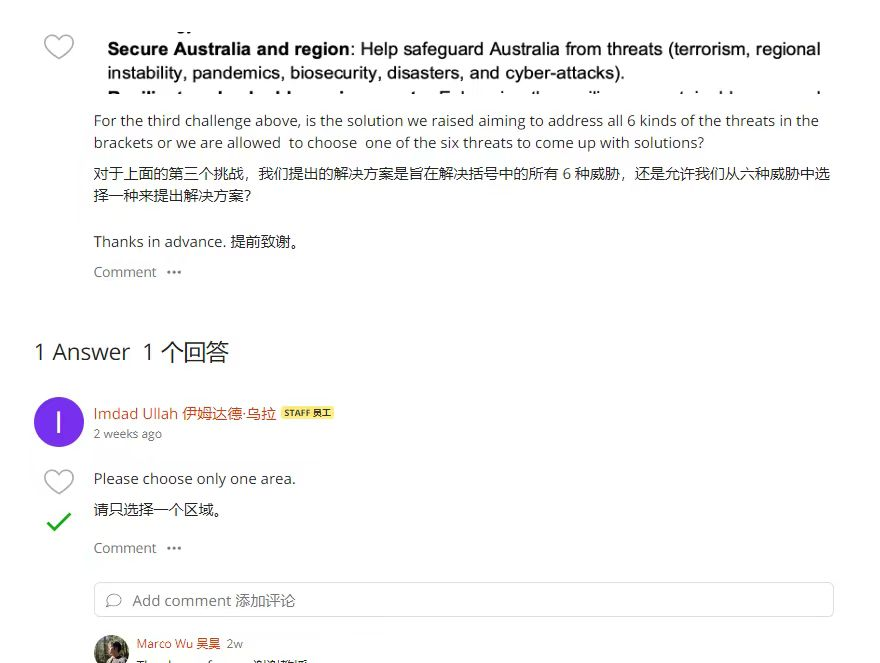 Secure Australia and region: Help safeguard Australia from threats (terrorism, regional
instability, pandemics, biosecurity, disasters, and cyber-attacks).
For the third challenge above, is the solution we raised aiming to address all 6 kinds of the threats in the
brackets or we are allowed to choose one of the six threats to come up with solutions?
对于上面的第三个挑战，我们提出的解决方案是旨在解决括号中的所有 6 种威胁，还是允许我们从六种威胁中选
择一种来提出解决方案？
Thanks in advance. 提前致谢。
Comment ···
1 Answer 1 个回答
I
Imdad Ullah 伊姆达德·乌拉 STAFF 员工
2 weeks ago
Please choose only one area.
请只选择一个区域。
Comment ···
Add comment 添加评论
Marco Wu 吴昊 2w